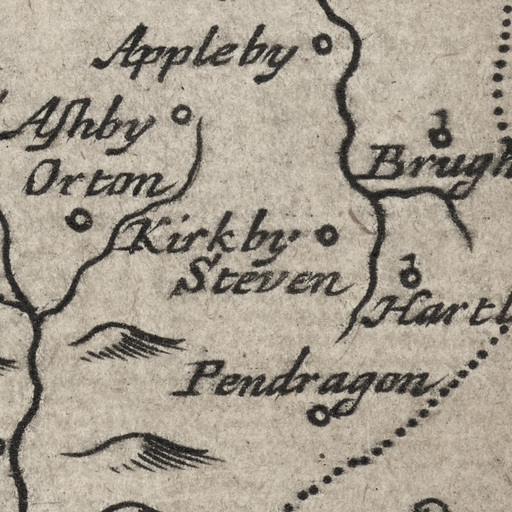 Appleby
Aſhby
Brugh
Orton
Kirkby
Steven
Hartl
Pendragon